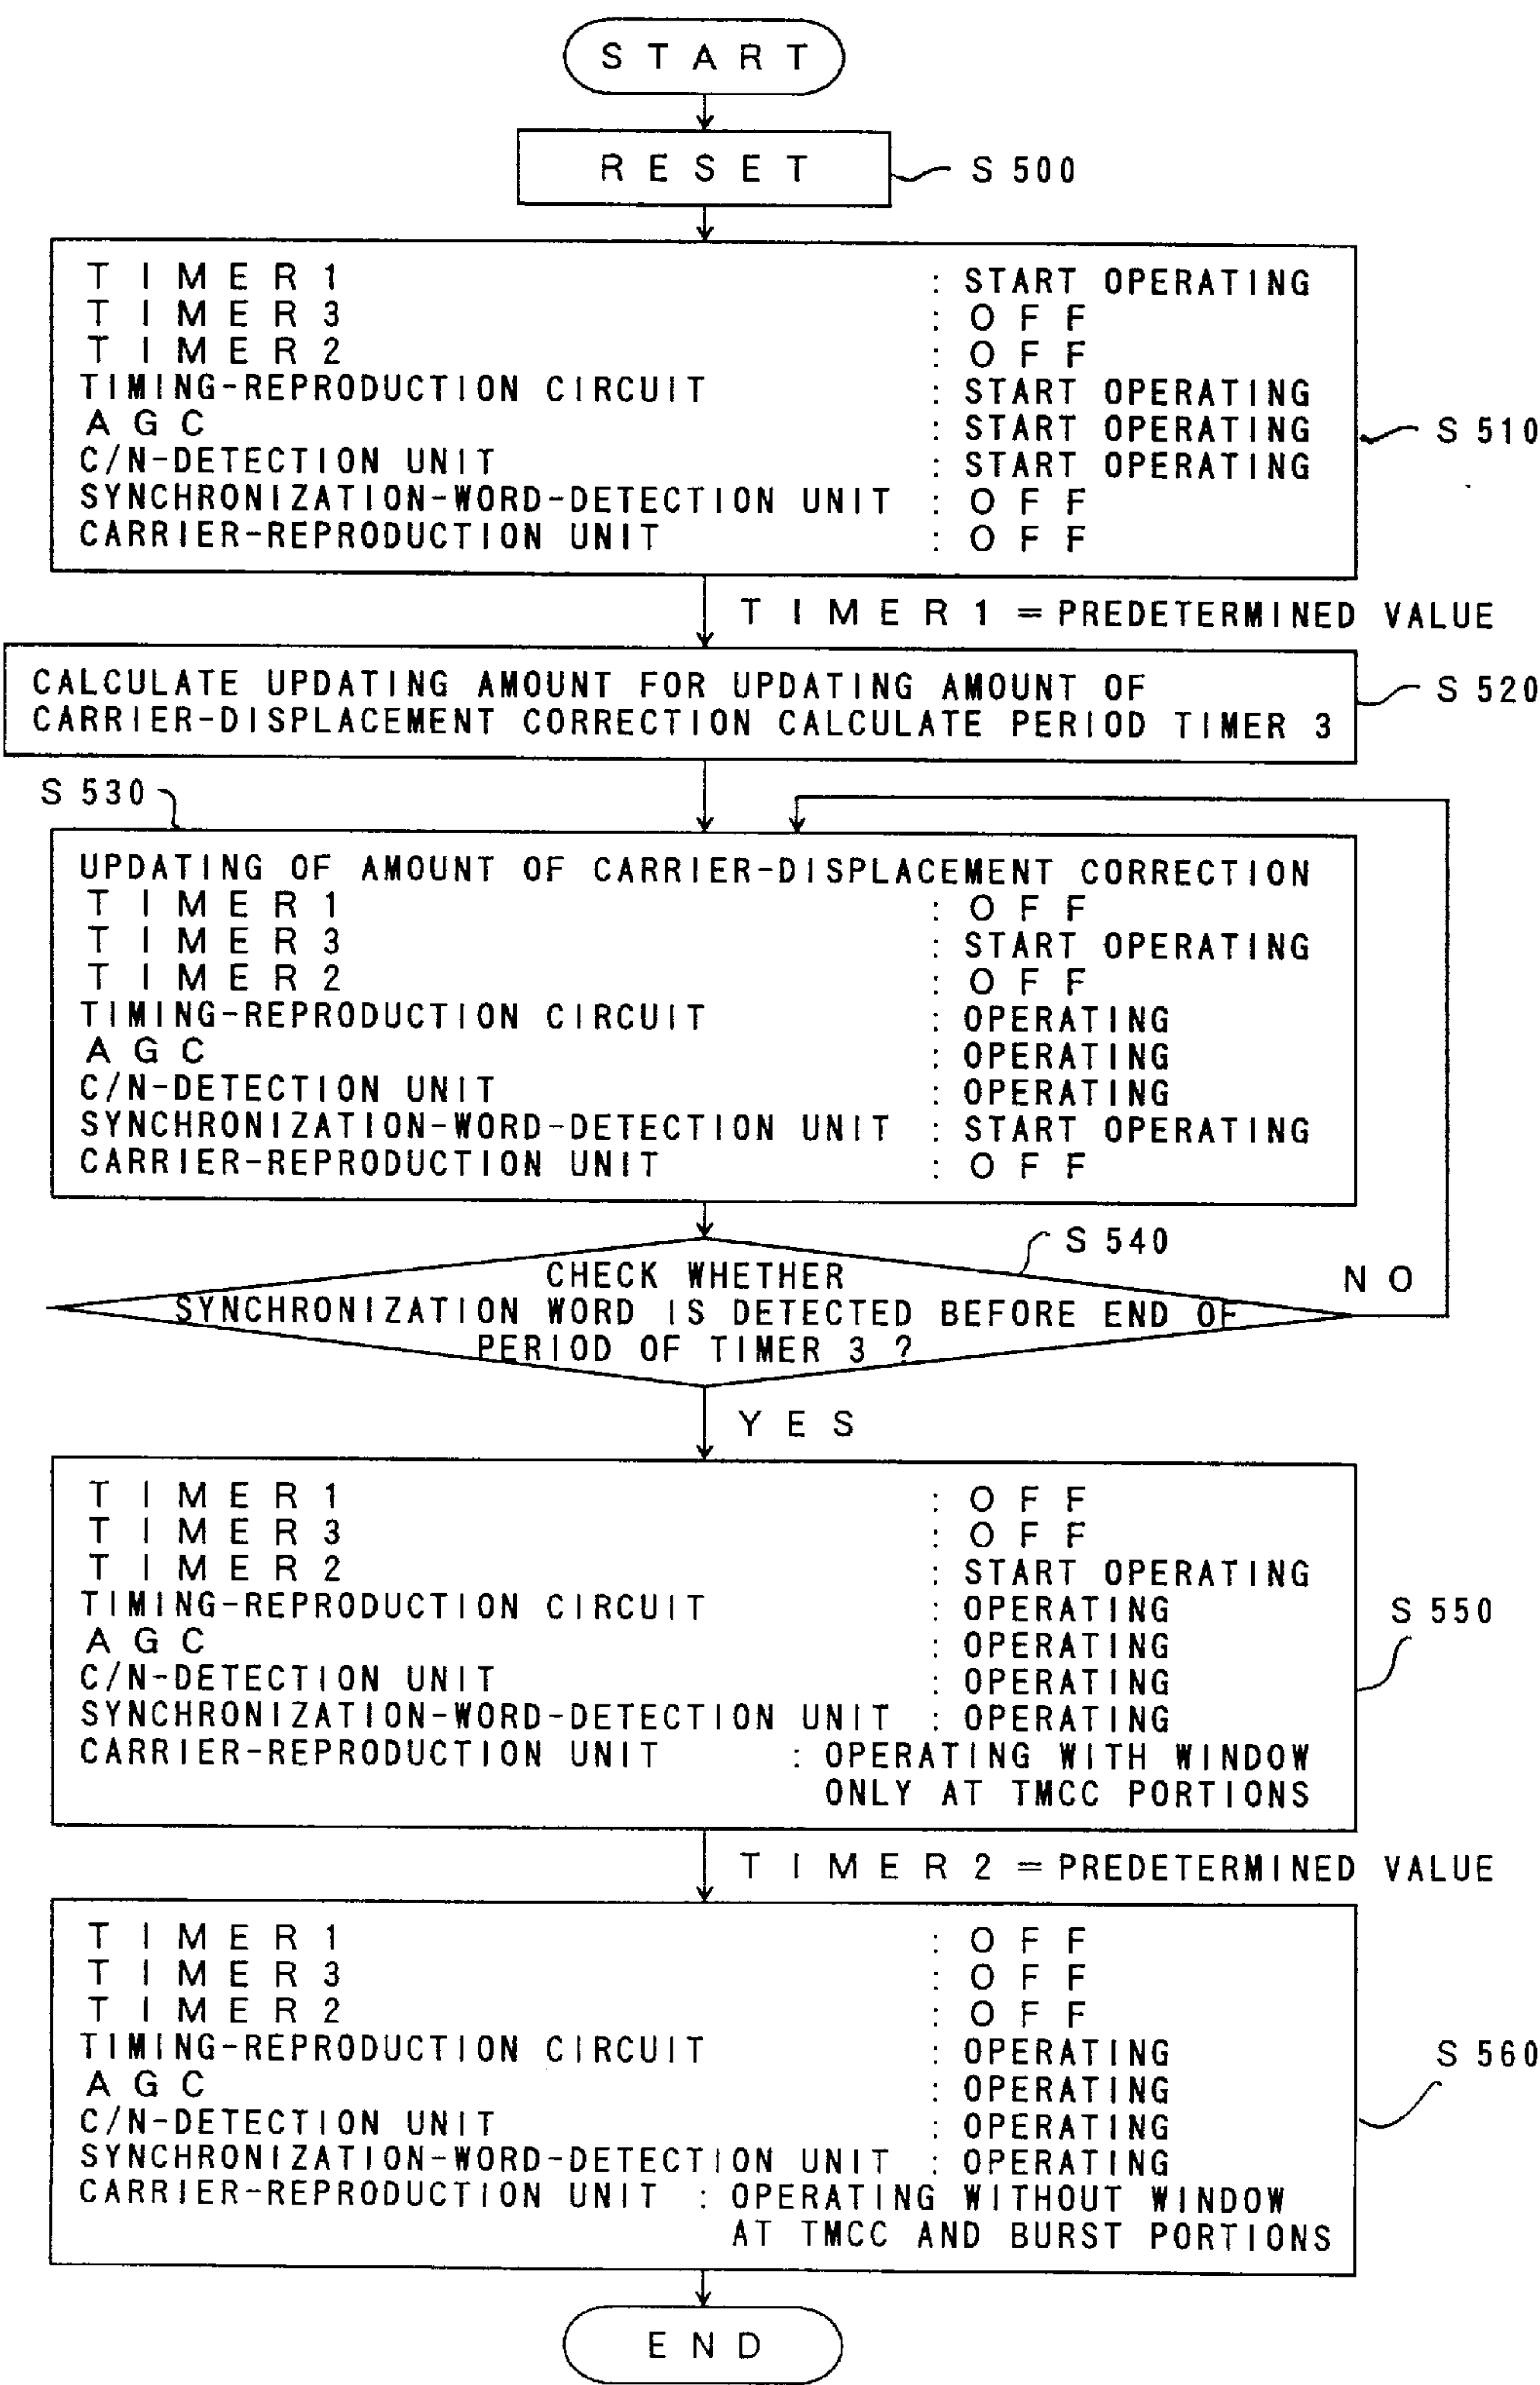 START
RESET
S 500
TIMER1 : START OPERATING
TIMER3 : OFF
TIMER2 : OFF
TIMING-REPRODUCTION CIRCUIT : START OPERATING
AGC : START OPERATING
C/N-DETECTION UNIT : START OPERATING
SYNCHRONIZATION-WORD-DETECTION UNIT : OFF
CARRIER-REPRODUCTION UNIT : OFF
S 510
TIMER1 = PREDETERMINED VALUE
CALCULATE UPDATING AMOUNT FOR UPDATING AMOUNT OF
CARRIER-DISPLACEMENT CORRECTION CALCULATE PERIOD TIMER 3
S 520
S 530
UPDATING OF AMOUNT OF CARRIER-DISPLACEMENT CORRECTION
TIMER1 : OFF
TIMER3 : START OPERATING
TIMER2 : OFF
TIMING-REPRODUCTION CIRCUIT : OPERATING
AGC : OPERATING
C/N-DETECTION UNIT : OPERATING
SYNCHRONIZATION-WORD-DETECTION UNIT : START OPERATING
CARRIER-REPRODUCTION UNIT : OFF
S 540
CHECK WHETHER
SYNCHRONIZATION WORD IS DETECTED BEFORE END OF
PERIOD OF TIMER 3 ?
NO
YES
TIMER1 : OFF
TIMER3 : OFF
TIMER2 : START OPERATING
TIMING-REPRODUCTION CIRCUIT : OPERATING
AGC : OPERATING
C/N-DETECTION UNIT : OPERATING
SYNCHRONIZATION-WORD-DETECTION UNIT : OPERATING
CARRIER-REPRODUCTION UNIT : OPERATING WITH WINDOW
ONLY AT TMCC PORTIONS
S 550
TIMER2 = PREDETERMINED VALUE
TIMER1 : OFF
TIMER3 : OFF
TIMER2 : OFF
TIMING-REPRODUCTION CIRCUIT : OPERATING
AGC : OPERATING
C/N-DETECTION UNIT : OPERATING
SYNCHRONIZATION-WORD-DETECTION UNIT : OPERATING
CARRIER-REPRODUCTION UNIT : OPERATING WITHOUT WINDOW
AT TMCC AND BURST PORTIONS
S 560
END